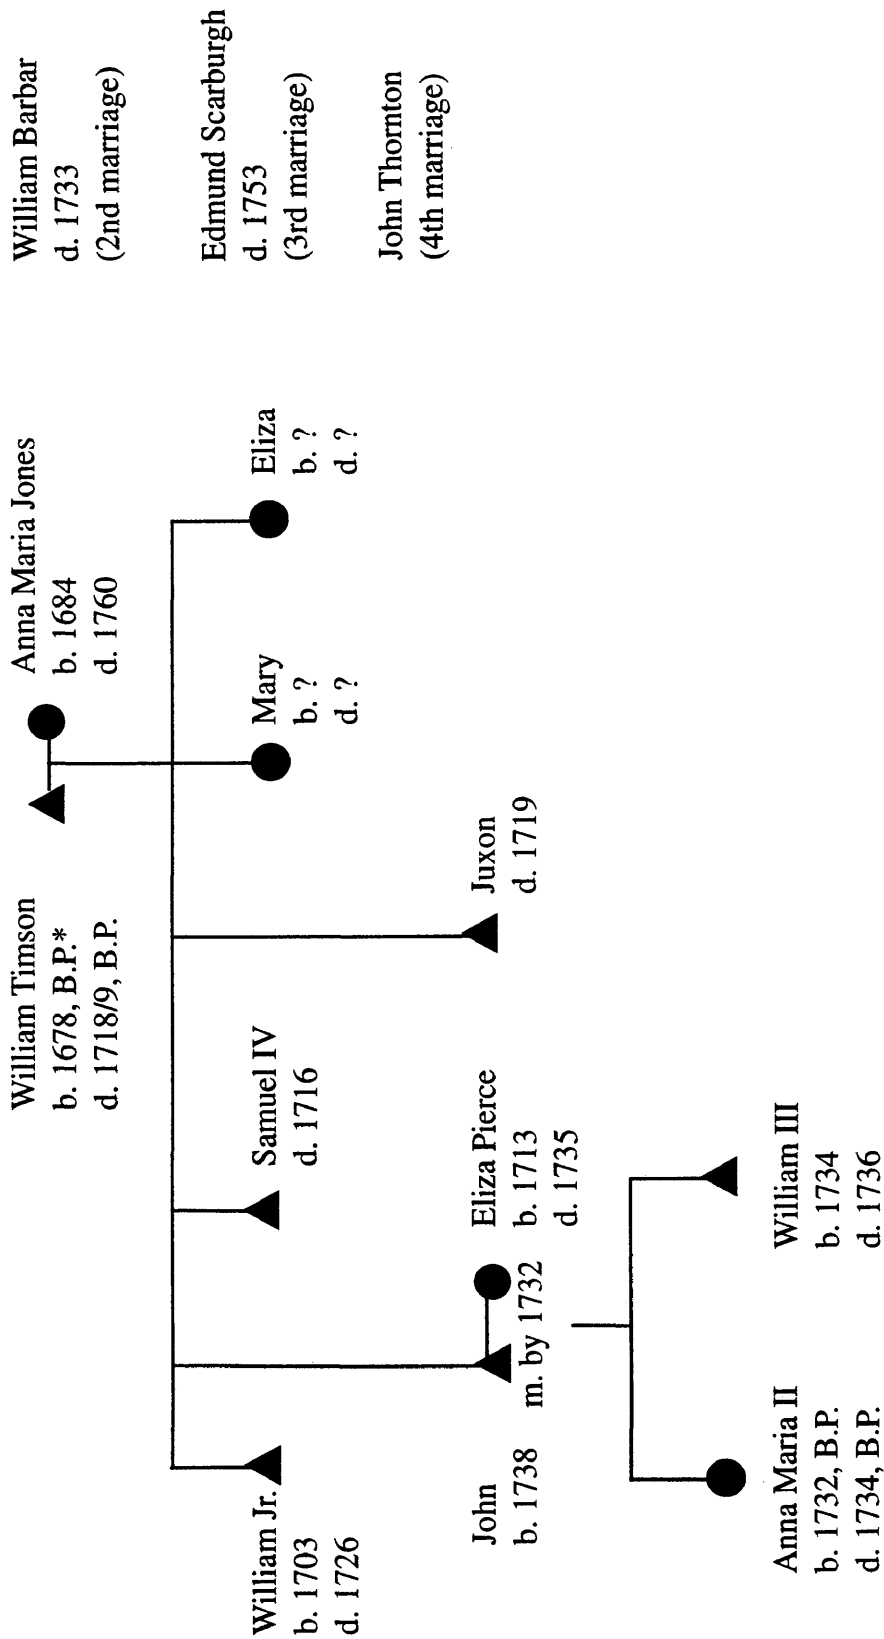 William Timson
b. 1678, B.P.*
d. 1718/9, B.P.
Anna Maria Jones
b. 1684
d. 1760
William Barbar
d. 1733
(2nd marriage)
Edmund Scarburgh
d. 1753
(3rd marriage)
John Thornton
(4th marriage)
William Jr.
b. 1703
d. 1726
Samuel IV
d. 1716
Mary
b. ?
d. ?
Eliza
b. ?
d. ?
John
b. 1738
m. by 1732
Eliza Pierce
b. 1713
d. 1735
Juxon
d. 1719
Anna Maria II
b. 1732, B.P.
d. 1734, B.P.
William III
b. 1734
d. 1736